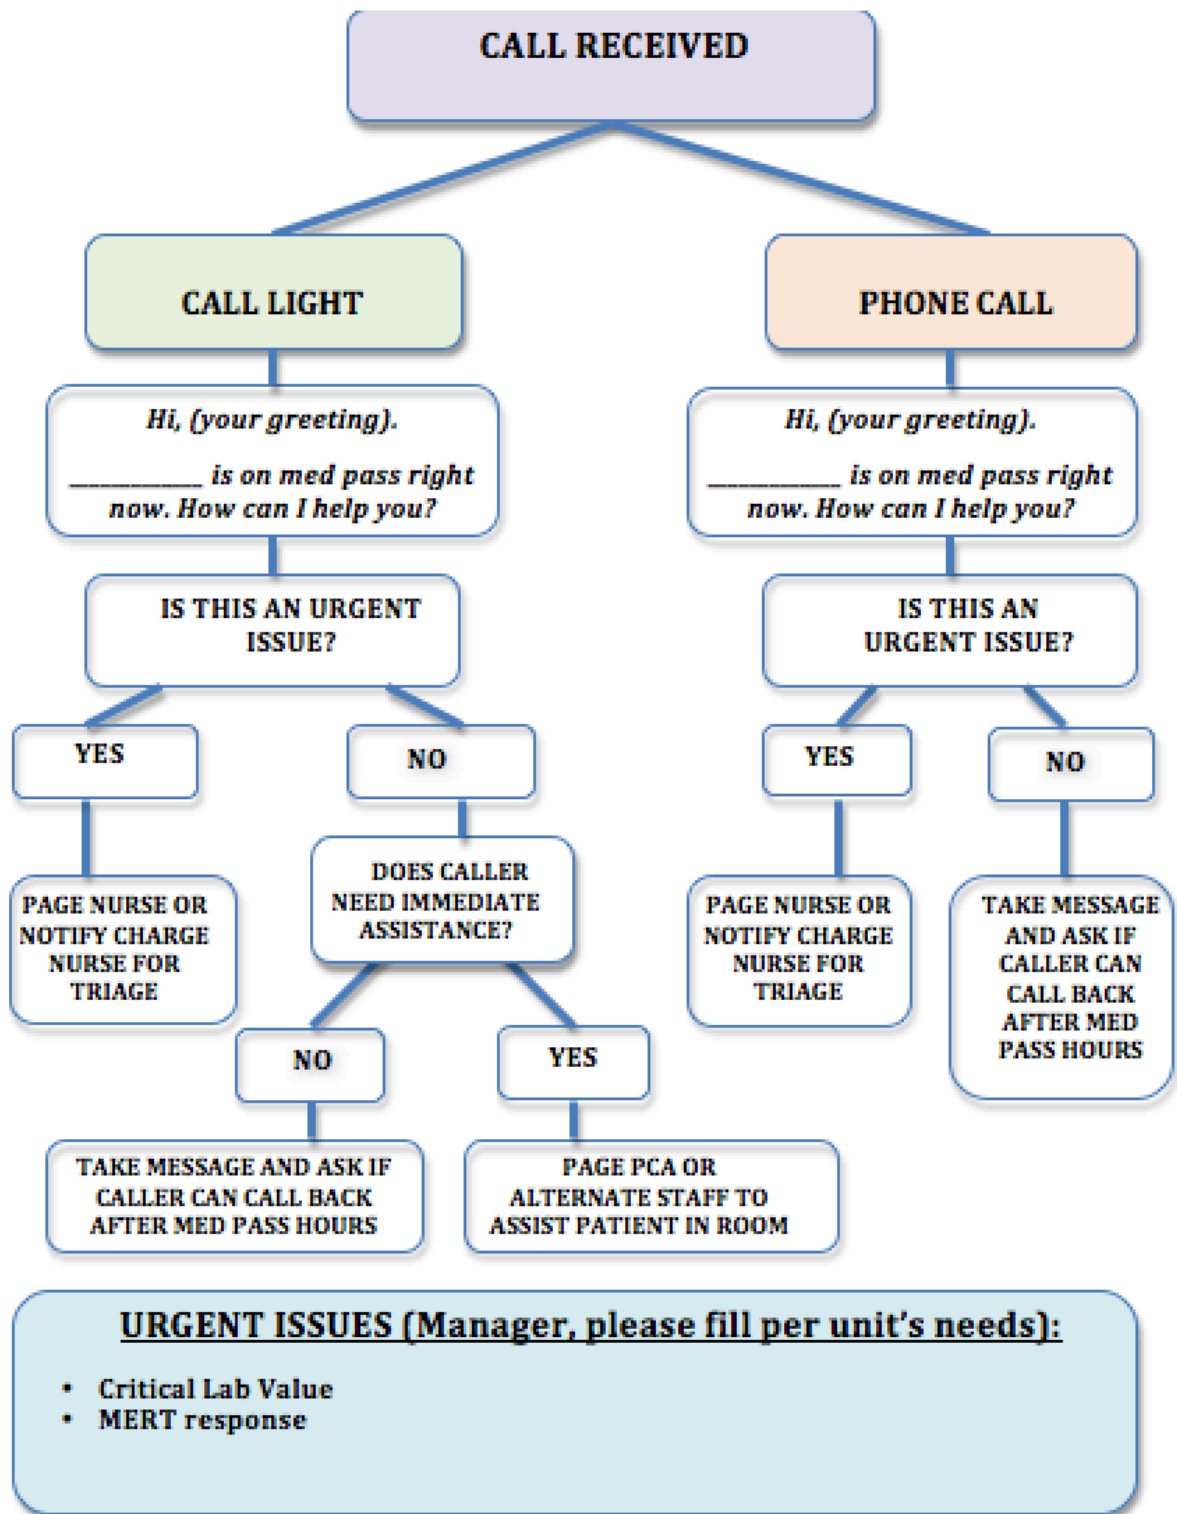 CALL RECEIVED
CALL LIGHT
PHONE CALL
Hi, (your greeting).
____________ is on med pass right
now. How can I help you?
Hi, (your greeting).
____________ is on med pass right
now. How can I help you?
IS THIS AN URGENT
ISSUE?
IS THIS AN
URGENT ISSUE?
YES
NO
YES
NO
PAGE NURSE OR
NOTIFY CHARGE
NURSE FOR
TRIAGE
DOES CALLER
NEED IMMEDIATE
ASSISTANCE?
PAGE NURSE OR
NOTIFY CHARGE
NURSE FOR
TRIAGE
TAKE MESSAGE
AND ASK IF
CALLER CAN
CALL BACK
AFTER MED
PASS HOURS
NO
YES
TAKE MESSAGE AND ASK IF
CALLER CAN CALL BACK
AFTER MED PASS HOURS
PAGE PCA OR
ALTERNATE STAFF TO
ASSIST PATIENT IN ROOM
URGENT ISSUES (Manager, please fill per unit's needs):
• Critical Lab Value
• MERT response